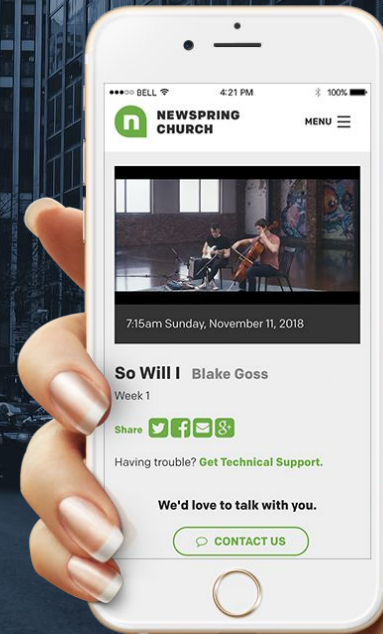 BELL 4:21 PM 100%
n NEWSPRING
CHURCH
MENU
7:15am Sunday, November 11, 2018
So Will I Blake Goss
Week 1
Share g+
Having trouble? Get Technical Support.
We'd love to talk with you.
CONTACT US